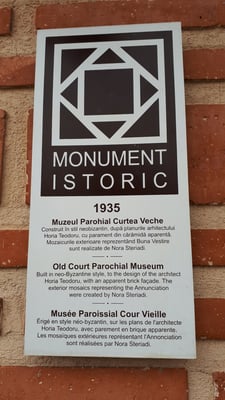 MONUMENT
ISTORIC
1935
Muzeul Parohial Curtea Veche
Construit în stil neobizantin, după planurile arhitectului
Horia Teodoru, cu parament din cărămidă aparentă.
Mozaicurile exterioare reprezentând Buna Vestire
sunt realizate de Nora Steriadi.
Old Court Parochial Museum
Built in neo-Byzantine style, to the design of the architect
Horia Teodoru, with an apparent brick façade. The
exterior mosaics representing the Annunciation
were created by Nora Steriadi.
Musée Paroissial Cour Vieille
Érigé en style néo-byzantin, sur les plans de l'architecte
Horia Teodoru, avec parement en brique apparente.
Les mosaïques extérieures représentant l'Annonciation
sont réalisées par Nora Steriadi.